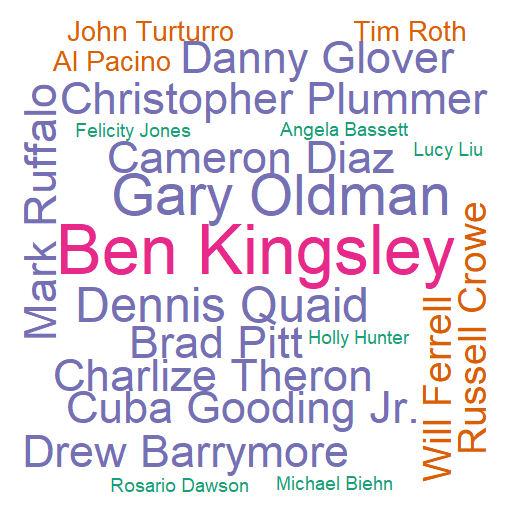 John Turturro
Tim Roth
Al Pacino
Danny Glover
Christopher Plummer
Felicity Jones
Angela Bassett
Lucy Liu
Cameron Diaz
Mark Ruffalo
Gary Oldman
Ben Kingsley
Dennis Quaid
Brad Pitt
Holly Hunter
Charlize Theron
Cuba Gooding Jr.
Will Ferrell
Russell Crowe
Drew Barrymore
Rosario Dawson
Michael Biehn